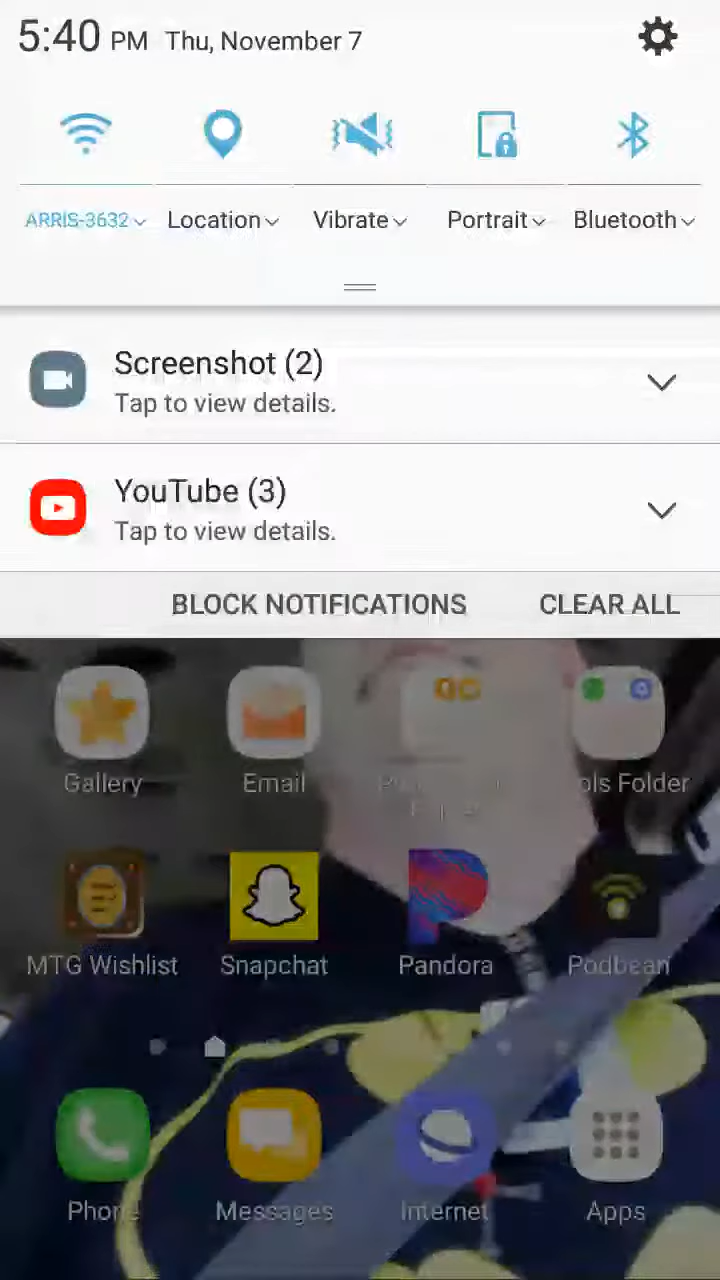 5:40 PM Thu, November 7
ARRIS-3632 Location Vibrate Portrait Bluetooth
Screenshot (2)
Tap to view details.
YouTube (3)
Tap to view details.
BLOCK NOTIFICATIONS CLEAR ALL
Gallery Email ols Folder
MTG Wishlist Snapchat Pandora Podbean
Phone Messages Internet Apps